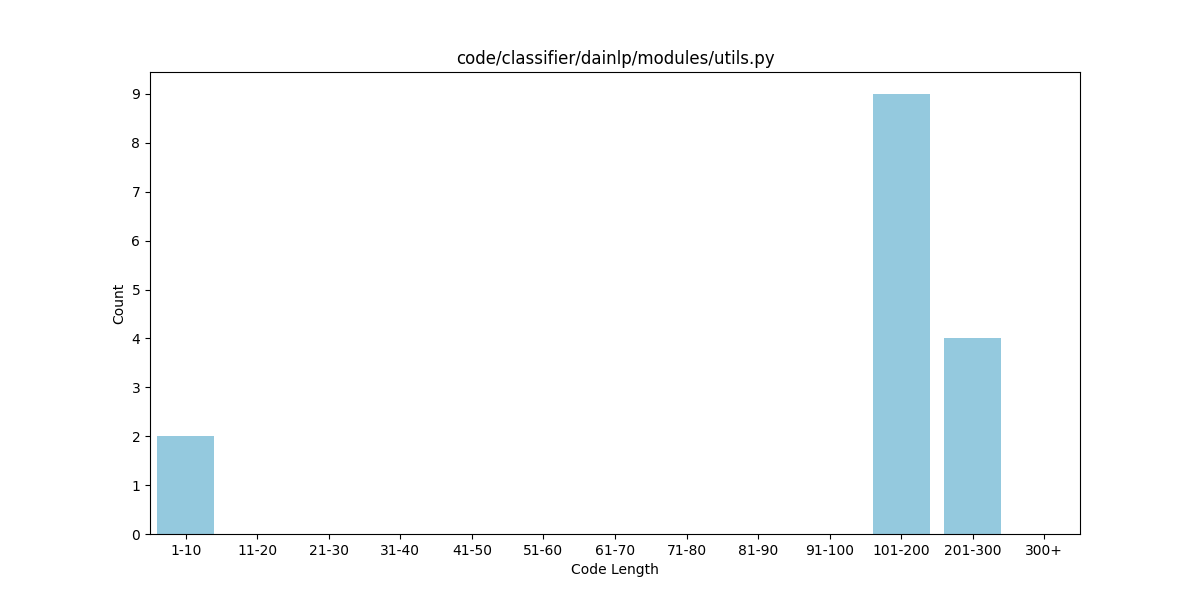 code/classifier/dainlp/modules/utils.py
9
8
7
6
5
4
3
2
1
0
Count
1-10 11-20 21-30 31-40 41-50 51-60 61-70 71-80 81-90 91-100 101-200 201-300 300+
Code Length